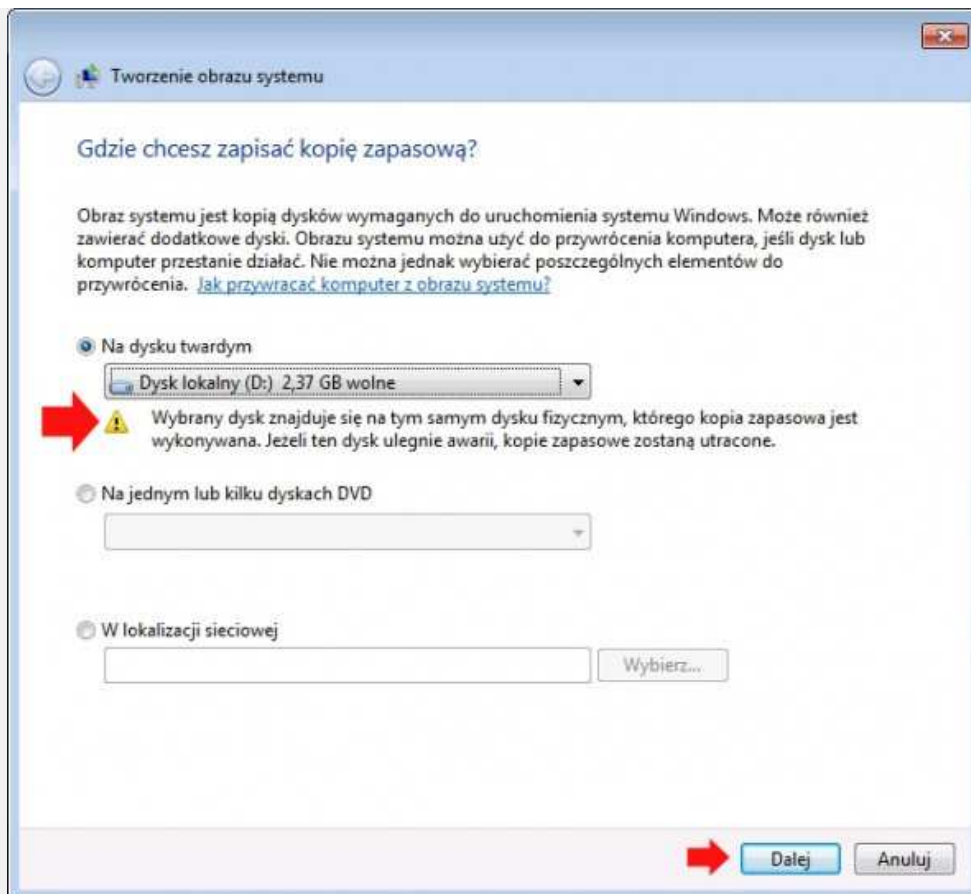 Tworzenie obrazu systemu
Gdzie chcesz zapisać kopię zapasową?
Obraz systemu jest kopią dysków wymaganych do uruchomienia systemu Windows. Może również
zawierać dodatkowe dyski. Obrazu systemu można użyć do przywrócenia komputera, jeśli dysk lub
komputer przestanie działać. Nie można jednak wybierać poszczególnych elementów do
przywrócenia. Jak przywracać komputer z obrazu systemu?
Na dysku twardym
Dysk lokalny (D:) 2,37 GB wolne
Wybrany dysk znajduje się na tym samym dysku fizycznym, którego kopia zapasowa jest
wykonywana. Jeżeli ten dysk ulegnie awarii, kopie zapasowe zostaną utracone.
Na jednym lub kilku dyskach DVD
W lokalizacji sieciowej
Wybierz...
Dalej Anuluj